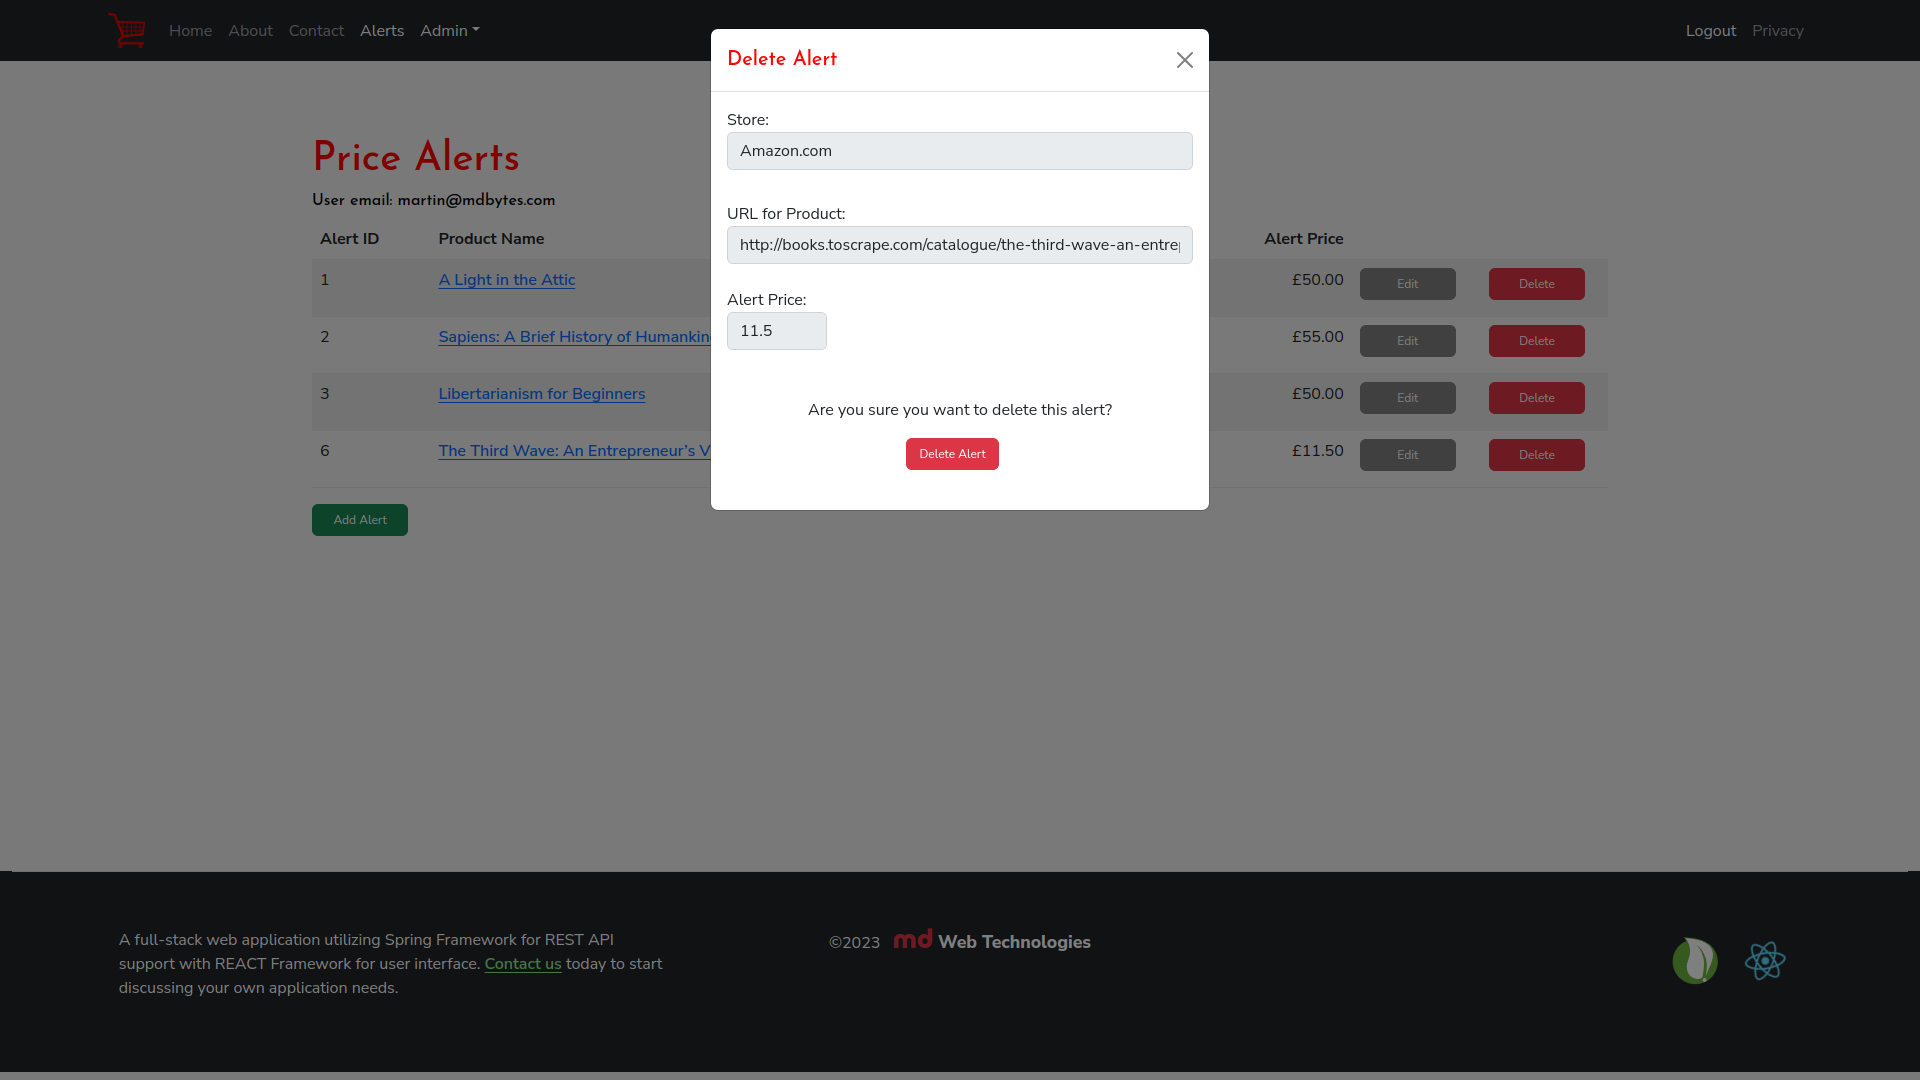 Home About Contact Alerts Admin Logout Privacy
Delete Alert
Store:
Amazon.com
URL for Product:
http://books.toscrape.com/catalogue/the-third-wave-an-entre
Alert Price:
11.5
Are you sure you want to delete this alert?
Delete Alert
Price Alerts
User email: martin@mdbytes.com
Alert ID Product Name Alert Price
1 A Light in the Attic £50.00 Edit Delete
2 Sapiens: A Brief History of Humankin £55.00 Edit Delete
3 Libertarianism for Beginners £50.00 Edit Delete
6 The Third Wave: An Entrepreneur’s V £11.50 Edit Delete
Add Alert
A full-stack web application utilizing Spring Framework for REST API
support with REACT Framework for user interface. Contact us today to start
discussing your own application needs.
©2023 md Web Technologies